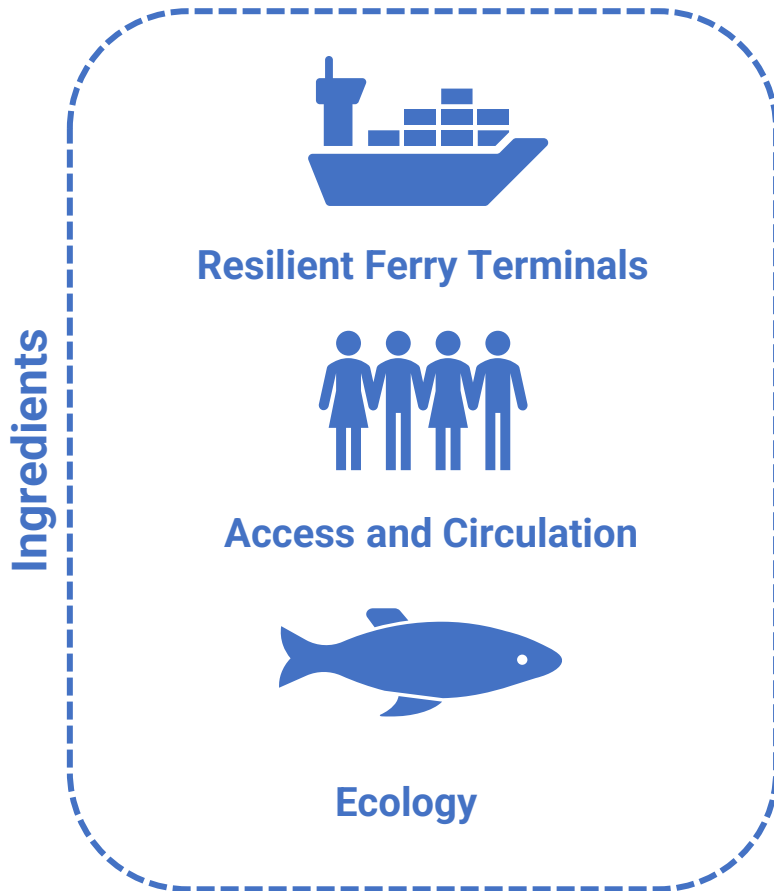 Ingredients
Resilient Ferry Terminals
Access and Circulation
Ecology